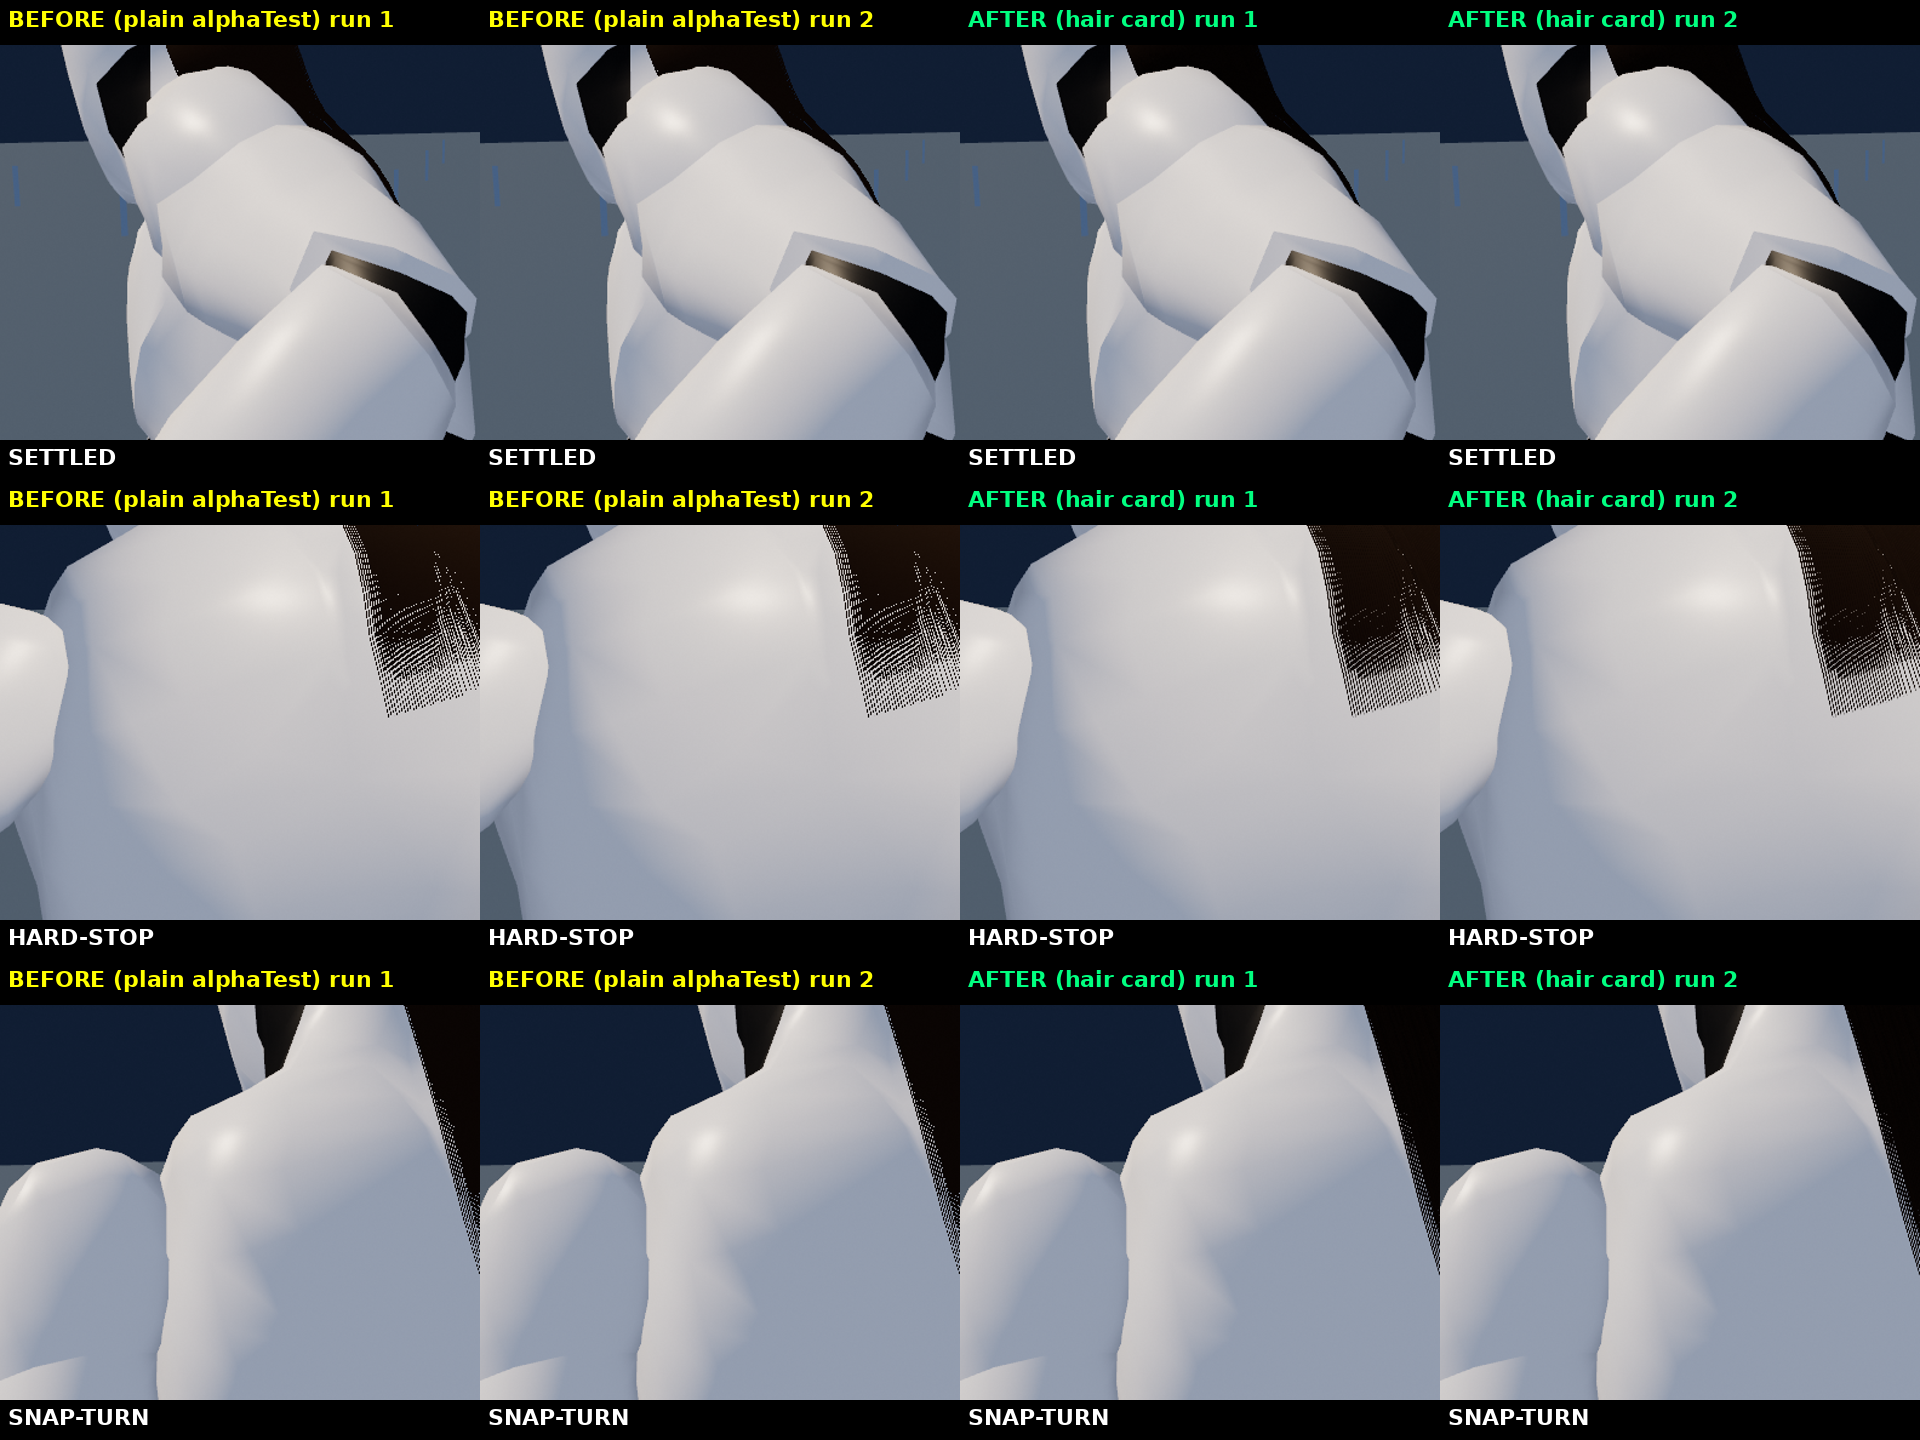 BEFORE (plain alphaTest) run 1
BEFORE (plain alphaTest) run 2
AFTER (hair card) run 1
AFTER (hair card) run 2
SETTLED
SETTLED
SETTLED
SETTLED
BEFORE (plain alphaTest) run 1
BEFORE (plain alphaTest) run 2
AFTER (hair card) run 1
AFTER (hair card) run 2
HARD-STOP
HARD-STOP
HARD-STOP
HARD-STOP
BEFORE (plain alphaTest) run 1
BEFORE (plain alphaTest) run 2
AFTER (hair card) run 1
AFTER (hair card) run 2
SNAP-TURN
SNAP-TURN
SNAP-TURN
SNAP-TURN